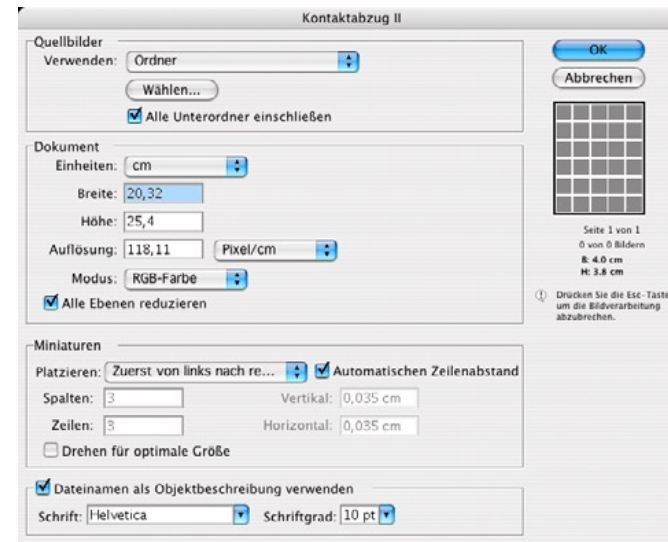 Kontaktabzug II
Quellbilder
Verwenden: Ordner
Wählen...
Alle Unterordner einschließen
OK
Abbrechen
Seite 1 von 1
0 von 0 Bildern
B: 4.0 cm
H: 3.8 cm
Drücken Sie die Esc-Taste
um die Bildverarbeitung
abzubrechen.
Dokument
Einheiten: cm
Breite: 20,32
Höhe: 25,4
Auflösung: 118,11 Pixel/cm
Modus: RGB-Farbe
Alle Ebenen reduzieren
Miniaturen
Platzieren: Zuerst von links nach re... Automatischen Zeilenabstand
Spalten: 3 Vertikal: 0,035 cm
Zeilen: 3 Horizontal: 0,035 cm
Drehen für optimale Größe
Dateinamen als Objektbeschreibung verwenden
Schrift: Helvetica Schriftgrad: 10 pt